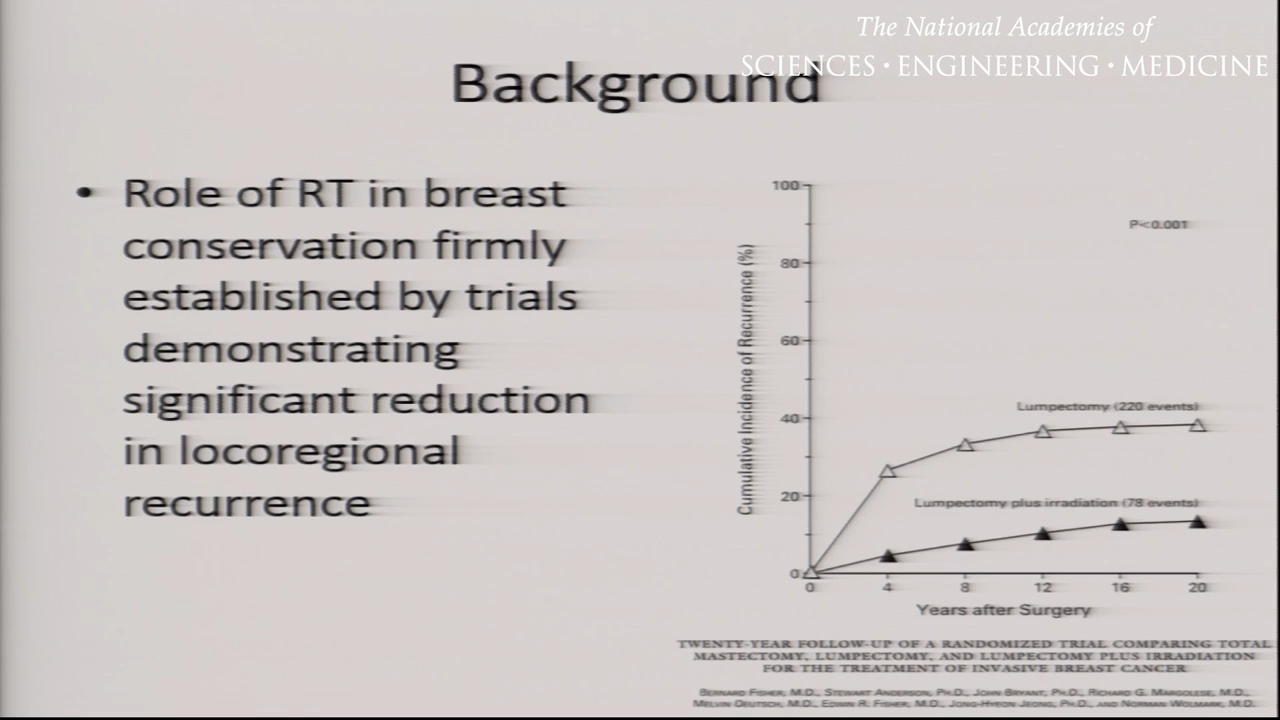 The National Academies of
SCIENCES · ENGINEERING · MEDICINE
Background
• Role of RT in breast
conservation firmly
established by trials
demonstrating
significant reduction
in locoregional
recurrence
100
80
60
40
20
0
Cumulative Incidence of Recurrence (%)
P<0.001
Lumpectomy (220 events)
Lumpectomy plus irradiation (78 events)
0 4 8 12 16 20
Years after Surgery
TWENTY-YEAR FOLLOW-UP OF A RANDOMIZED TRIAL COMPARING TOTAL
MASTECTOMY, LUMPECTOMY, AND LUMPECTOMY PLUS IRRADIATION
FOR THE TREATMENT OF INVASIVE BREAST CANCER
BERNARD FISHER, M.D., STEWART ANDERSON, PH.D., JOHN BRYANT, PH.D., RICHARD G. MARGOLESE, M.D.,
MELVIN DEUTSCH, M.D., EDWIN R. FISHER, M.D., JONG-HYEON JEONG, PH.D., AND NORMAN WOLMARK, M.D.